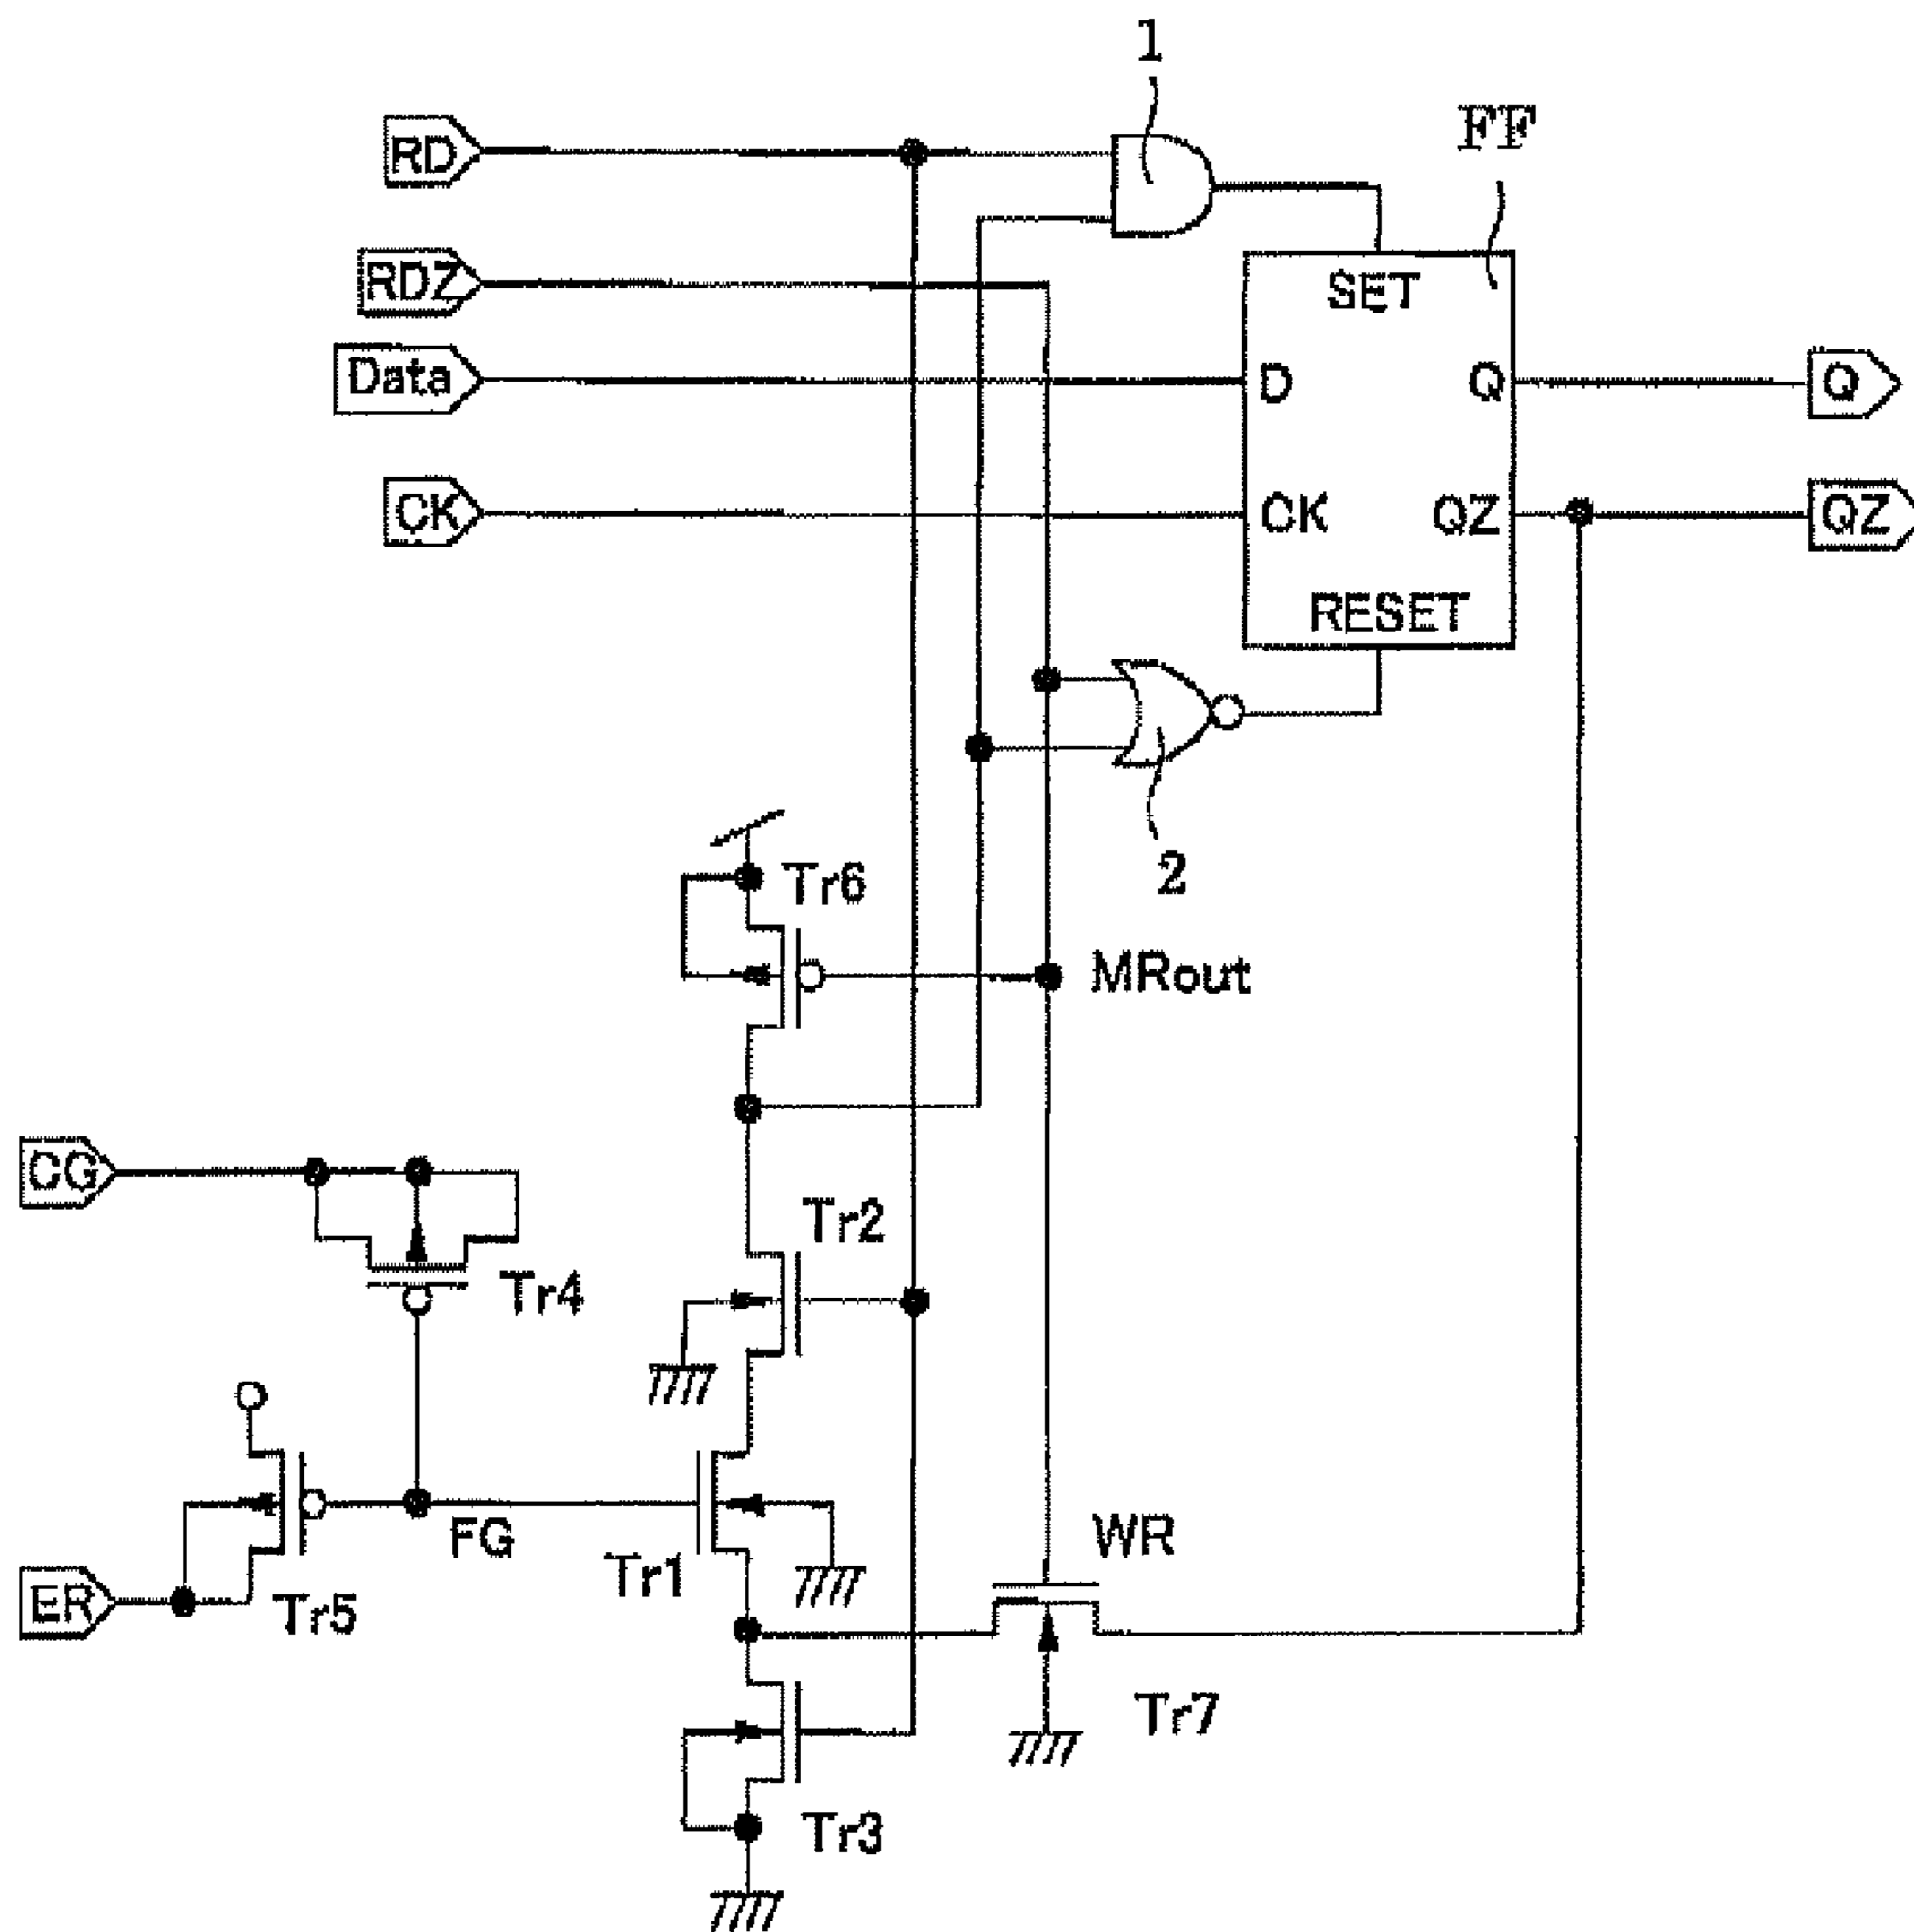 1
FF
RD
RDZ
SET
Data
D
Q
Q
CK
CK
QZ
QZ
RESET
2
Tr6
MRout
CG
Tr2
Tr4
FG
WR
Tr1
ER
Tr5
Tr7
Tr3